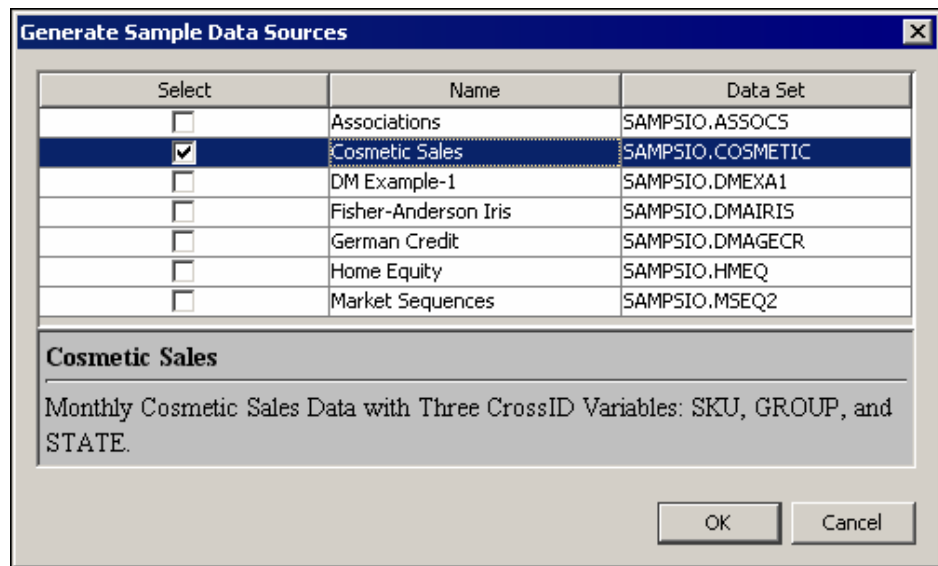 Generate Sample Data Sources
Select Name Data Set
Associations SAMPSIO.ASSOCS
Cosmetic Sales SAMPSIO.COSMETIC
DM Example-1 SAMPSIO.DMEXA1
Fisher-Anderson Iris SAMPSIO.DMAIRIS
German Credit SAMPSIO.DMAGECR
Home Equity SAMPSIO.HMEQ
Market Sequences SAMPSIO.MSEQ2
Cosmetic Sales
Monthly Cosmetic Sales Data with Three CrossID Variables: SKU, GROUP, and
STATE.
OK Cancel